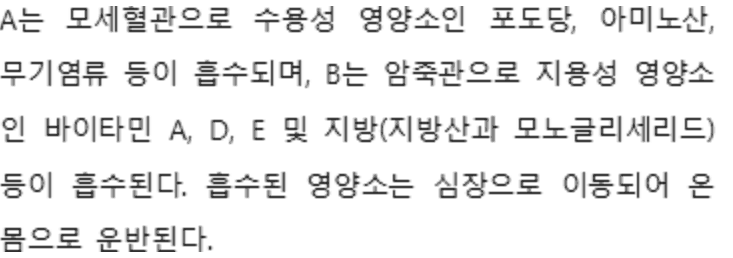 A는 모세혈관으로 수용성 영양소인 포도당, 아미노산,
무기염류 등이 흡수되며, B는 암죽관으로 지용성 영양소
인 바이타민 A, D, E 및 지방(지방산과 모노글리세리드)
등이 흡수된다. 흡수된 영양소는 심장으로 이동되어 온
몸으로 운반된다.